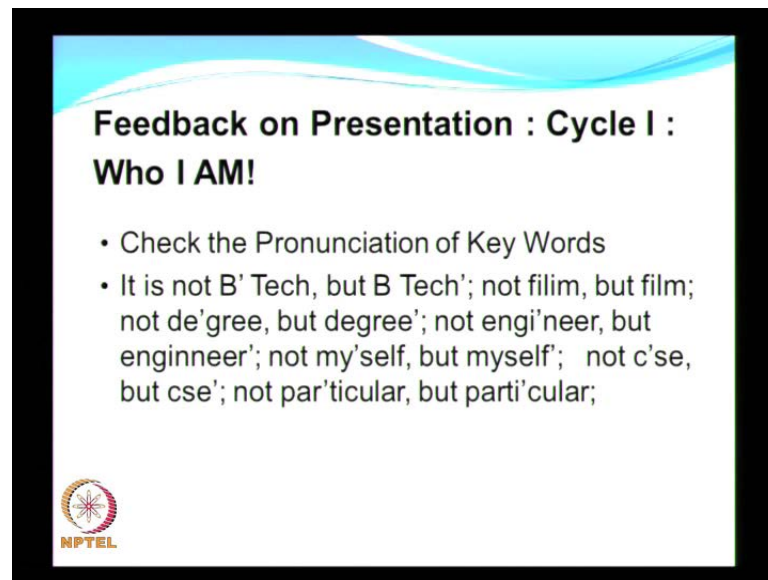 Feedback on Presentation : Cycle I :
Who I AM!
• Check the Pronunciation of Key Words
• It is not B’ Tech, but B Tech’; not filim, but film;
not de’gree, but degree’; not engi’neer, but
enginneer’; not my’self, but myself’; not c’se,
but cse’; not par’ticular, but parti’cular;
NPTEL